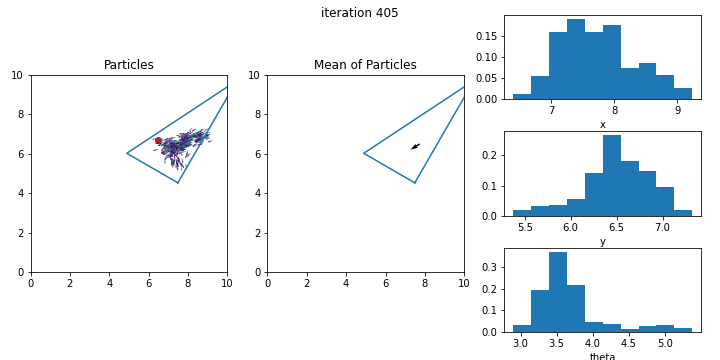 iteration 405
Particles
10
8
6
4
2
0
0 2 4 6 8 10
Mean of Particles
10
8
6
4
2
0
0 2 4 6 8 10
0.15
0.10
0.05
0.00
7 8 9
x
0.2
0.1
0.0
5.5 6.0 6.5 7.0
y
0.3
0.2
0.1
0.0
3.0 3.5 4.0 4.5 5.0
theta